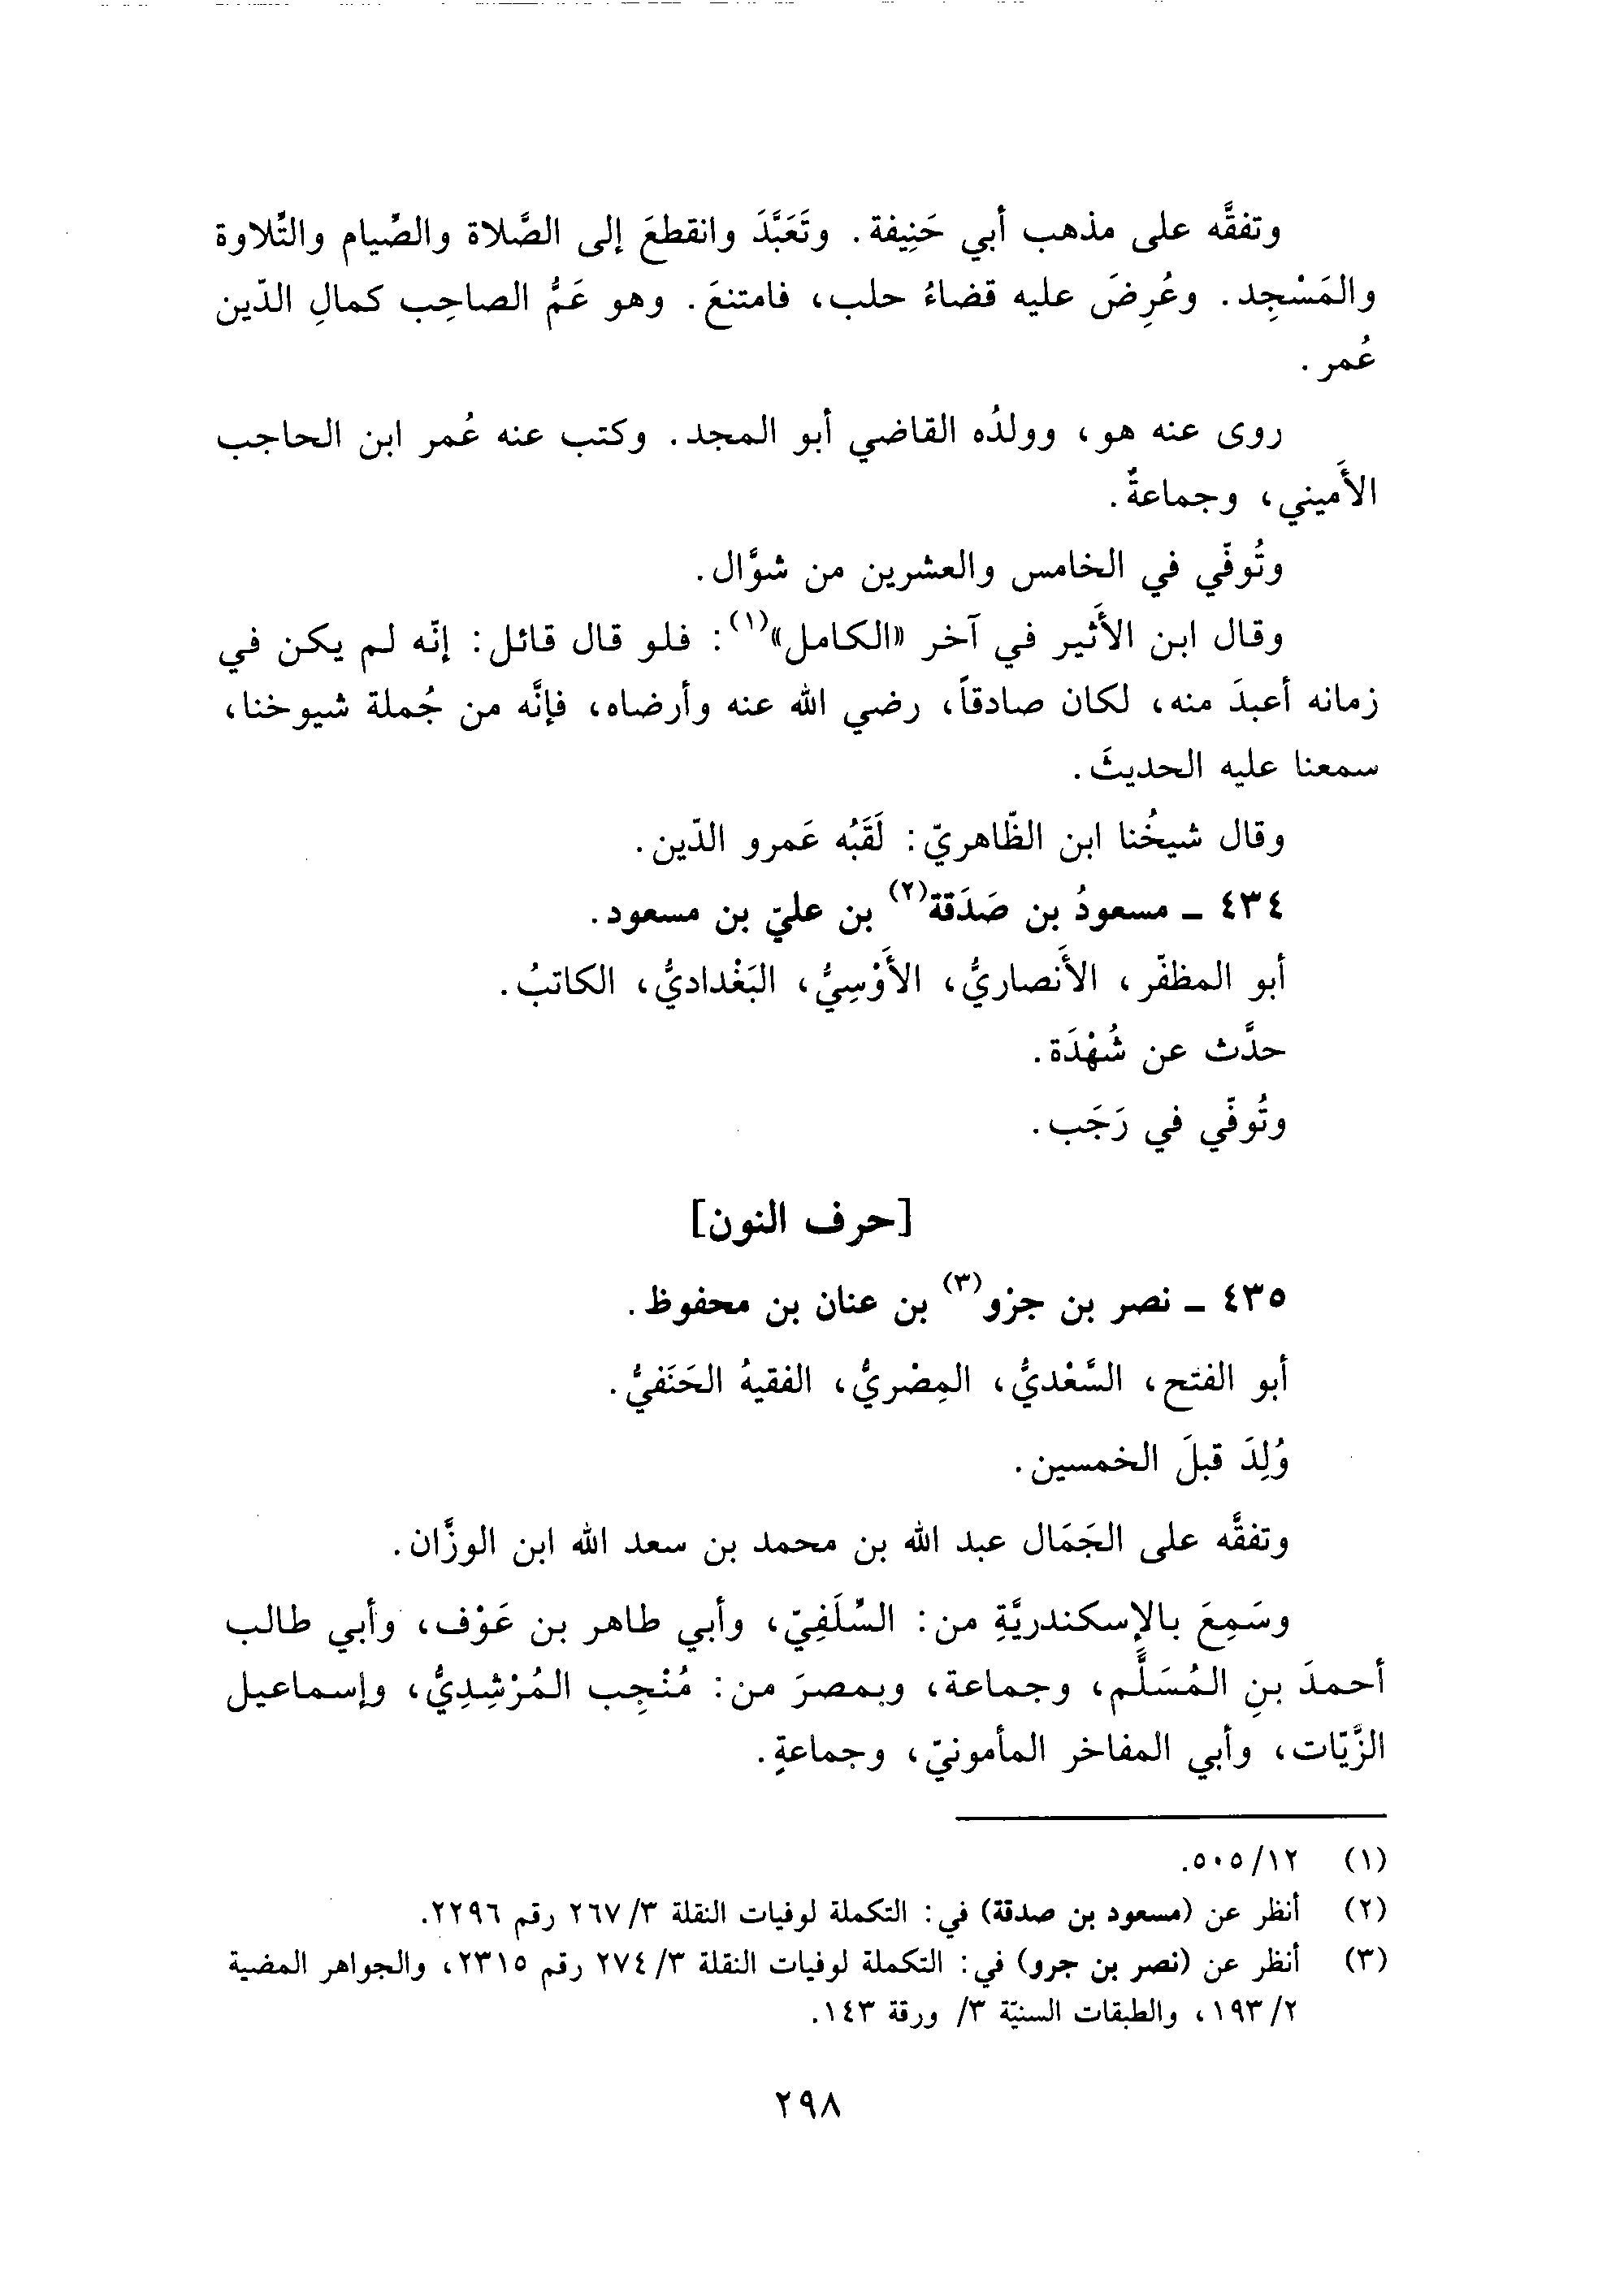 وتفقَّه على مذهب أبي حَنِيفة. وتَعَبَّدَ وانقطعَ إلى الصَّلاة والصِّيام والتِّلاوة
والمَسْجِد. وعُرِضَ عليه قضاءُ حلب، فامتنعَ. وهو عَمُّ الصاحِب كمالِ الدّين
عُمر.
روى عنه هو، وولدُه القاضي أبو المجد. وكتب عنه عُمر ابن الحاجب
الأَميني، وجماعةٌ.
وتُوفّي في الخامس والعشرين من شوَّال.
وقال ابن الأَثير في آخر «الكامل»(١): فلو قال قائل: إنّه لم يكن في
زمانه أعبدَ منه، لكان صادقاً، رضي الله عنه وأرضاه، فإنَّه من جُملة شيوخنا،
سمعنا عليه الحديثَ.
وقال شيخُنا ابن الظّاهريّ: لَقَبُه عَمرو الدّين.
٤٣٤ ــ مسعودُ بن صَدَقة(٢) بن عليّ بن مسعود.
أبو المظفّر، الأَنصاريُّ، الأَوْسِيُّ، البَغْداديُّ، الكاتبُ.
حدَّث عن شُهْدَة.
وتُوفّي في رَجَب.
[حرف النون]
٤٣٥ ــ نصر بن جزو(٣) بن عنان بن محفوظ.
أبو الفتح، السَّعْديُّ، المِصْريُّ، الفقيهُ الحَنَفيُّ.
وُلِدَ قبلَ الخمسين.
وتفقَّه على الجَمَال عبد الله بن محمد بن سعد الله ابن الوزَّان.
وسَمِعَ بالإسكندريَّةِ من: السِّلَفِيّ، وأبي طاهر بن عَوْف، وأبي طالب
أحمدَ بنِ المُسَلَّم، وجماعة، وبمصرَ من: مُنْجِب المُرْشِدِيُّ، وإسماعيل
الزَّيّات، وأبي المفاخر المأمونيّ، وجماعةٍ.
(١) ١٢/ ٥٠٥.
(٢) أنظر عن (مسعود بن صدقة) في: التكملة لوفيات النقلة ٣/ ٢٦٧ رقم ٢٢٩٦.
(٣) أنظر عن (نصر بن جرو) في: التكملة لوفيات النقلة ٣/ ٢٧٤ رقم ٢٣١٥، والجواهر المضية
٢/ ١٩٣، والطبقات السنيّة ٣/ ورقة ١٤٣.
٢٩٨